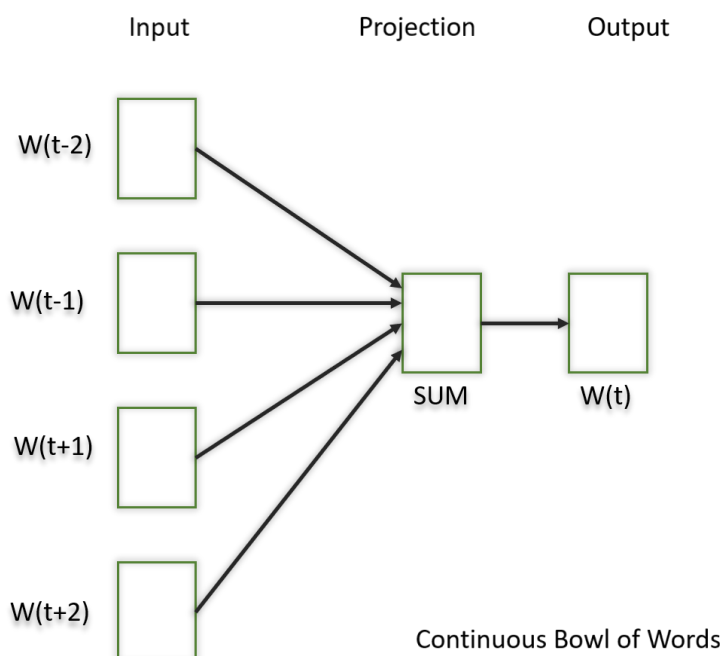 Input Projection Output
W(t-2)
W(t-1)
SUM W(t)
W(t+1)
W(t+2)
Continuous Bowl of Words